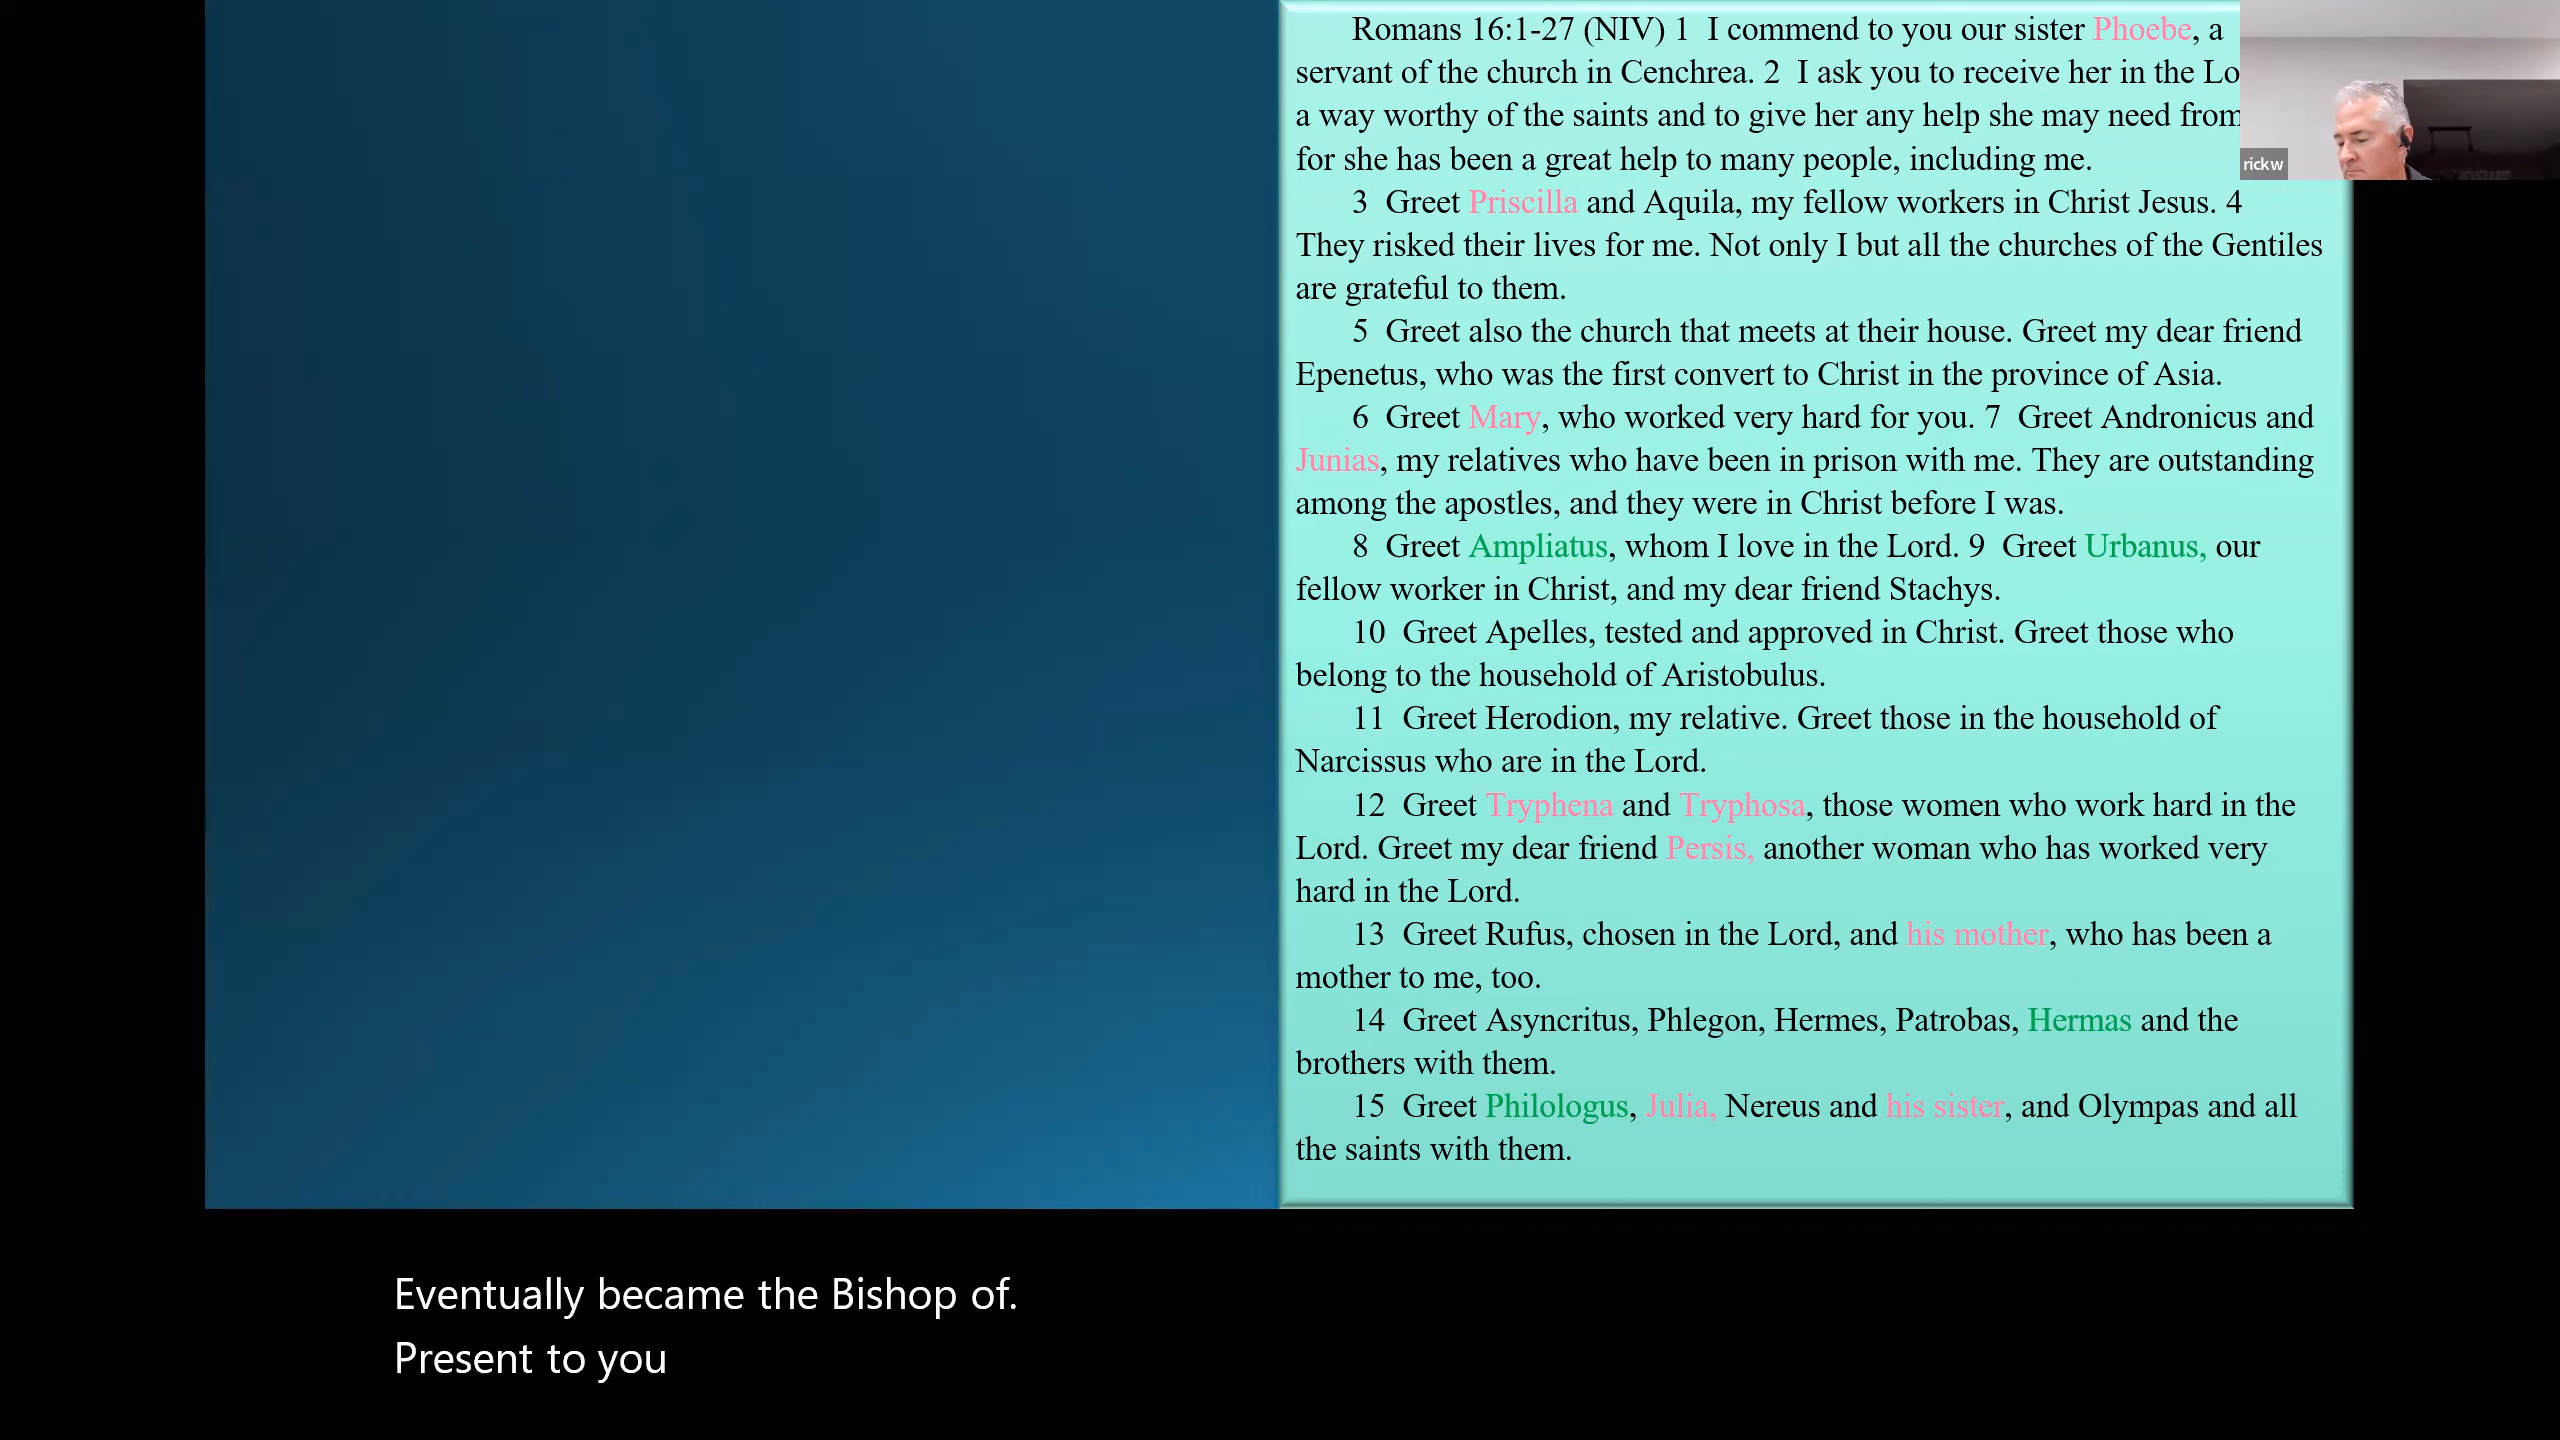 Romans 16:1-27 (NIV) 1 I commend to you our sister Phoebe, a
servant of the church in Cenchrea. 2 I ask you to receive her in the Lo
a way worthy of the saints and to give her any help she may need from
for she has been a great help to many people, including me.
rickw
3 Greet Priscilla and Aquila, my fellow workers in Christ Jesus. 4
They risked their lives for me. Not only I but all the churches of the Gentiles
are grateful to them.
5 Greet also the church that meets at their house. Greet my dear friend
Epenetus, who was the first convert to Christ in the province of Asia.
6 Greet Mary, who worked very hard for you. 7 Greet Andronicus and
Junias, my relatives who have been in prison with me. They are outstanding
among the apostles, and they were in Christ before I was.
8 Greet Ampliatus, whom I love in the Lord. 9 Greet Urbanus, our
fellow worker in Christ, and my dear friend Stachys.
10 Greet Apelles, tested and approved in Christ. Greet those who
belong to the household of Aristobulus.
11 Greet Herodion, my relative. Greet those in the household of
Narcissus who are in the Lord.
12 Greet Tryphena and Tryphosa, those women who work hard in the
Lord. Greet my dear friend Persis, another woman who has worked very
hard in the Lord.
13 Greet Rufus, chosen in the Lord, and his mother, who has been a
mother to me, too.
14 Greet Asyncritus, Phlegon, Hermes, Patrobas, Hermas and the
brothers with them.
15 Greet Philologus, Julia, Nereus and his sister, and Olympas and all
the saints with them.
Eventually became the Bishop of.
Present to you